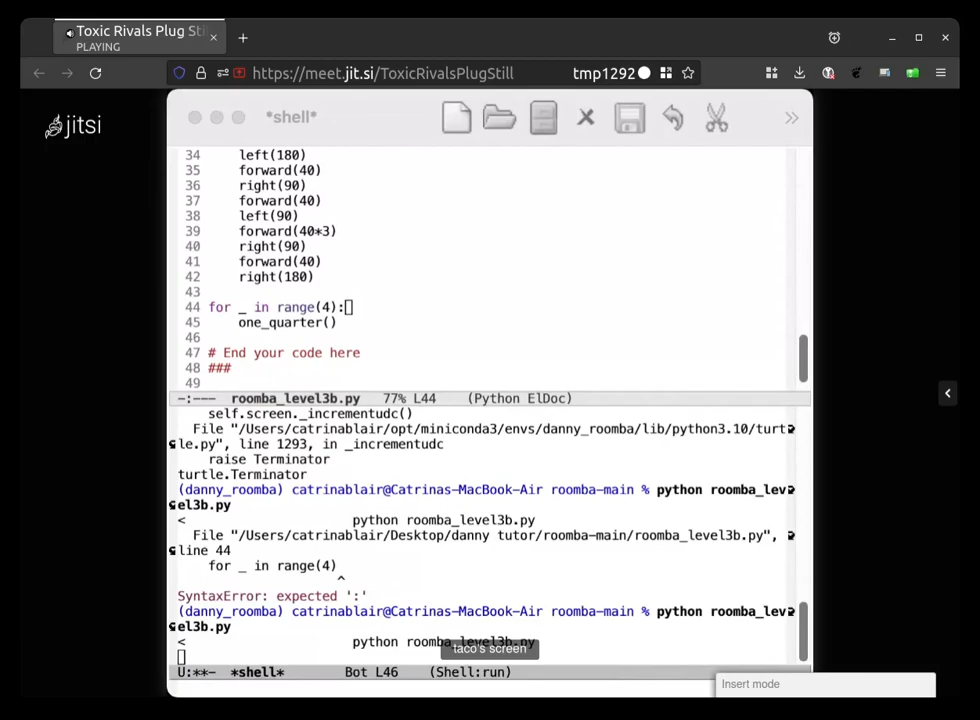 Toxic Rivals Plug Sti
PLAYING
https://meet.jit.si/ToxicRivalsPlugStill
tmp1292
jitsi
*shell*
34 left(180)
35 forward(40)
36 right(90)
37 forward(40)
38 left(90)
39 forward(40*3)
40 right(90)
41 forward(40)
42 right(180)
43
44 for _ in range(4):
45 one_quarter()
46
47 # End your code here
48 ###
49
-:--- roomba_level3b.py 77% L44 (Python ElDoc)
self.screen._incrementudc()
File "/Users/catrinablair/opt/miniconda3/envs/danny_roomba/lib/python3.10/turt
le.py", line 1293, in _incrementudc
raise Terminator
turtle.Terminator
(danny_roomba) catrinablair@Catrinas-MacBook-Air roomba-main % python roomba_lev
el3b.py
< python roomba_level3b.py
File "/Users/catrinablair/Desktop/danny tutor/roomba-main/roomba_level3b.py",
line 44
for _ in range(4)
^
SyntaxError: expected ':'
(danny_roomba) catrinablair@Catrinas-MacBook-Air roomba-main % python roomba_lev
el3b.py
< python roomba_level3b.py
taco's screen
U:**- *shell* Bot L46 (Shell:run)
Insert mode